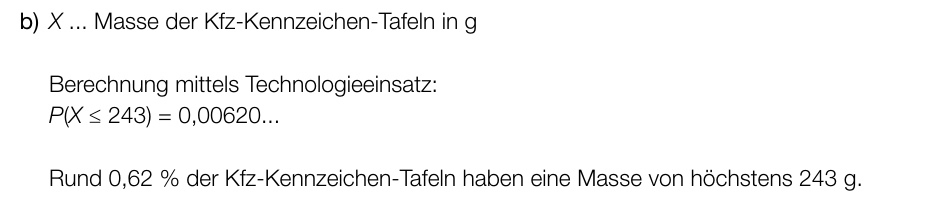 b) X ... Masse der Kfz-Kennzeichen-Tafeln in g
Berechnung mittels Technologieeinsatz:
P(X ≤ 243) = 0,00620...
Rund 0,62 % der Kfz-Kennzeichen-Tafeln haben eine Masse von höchstens 243 g.